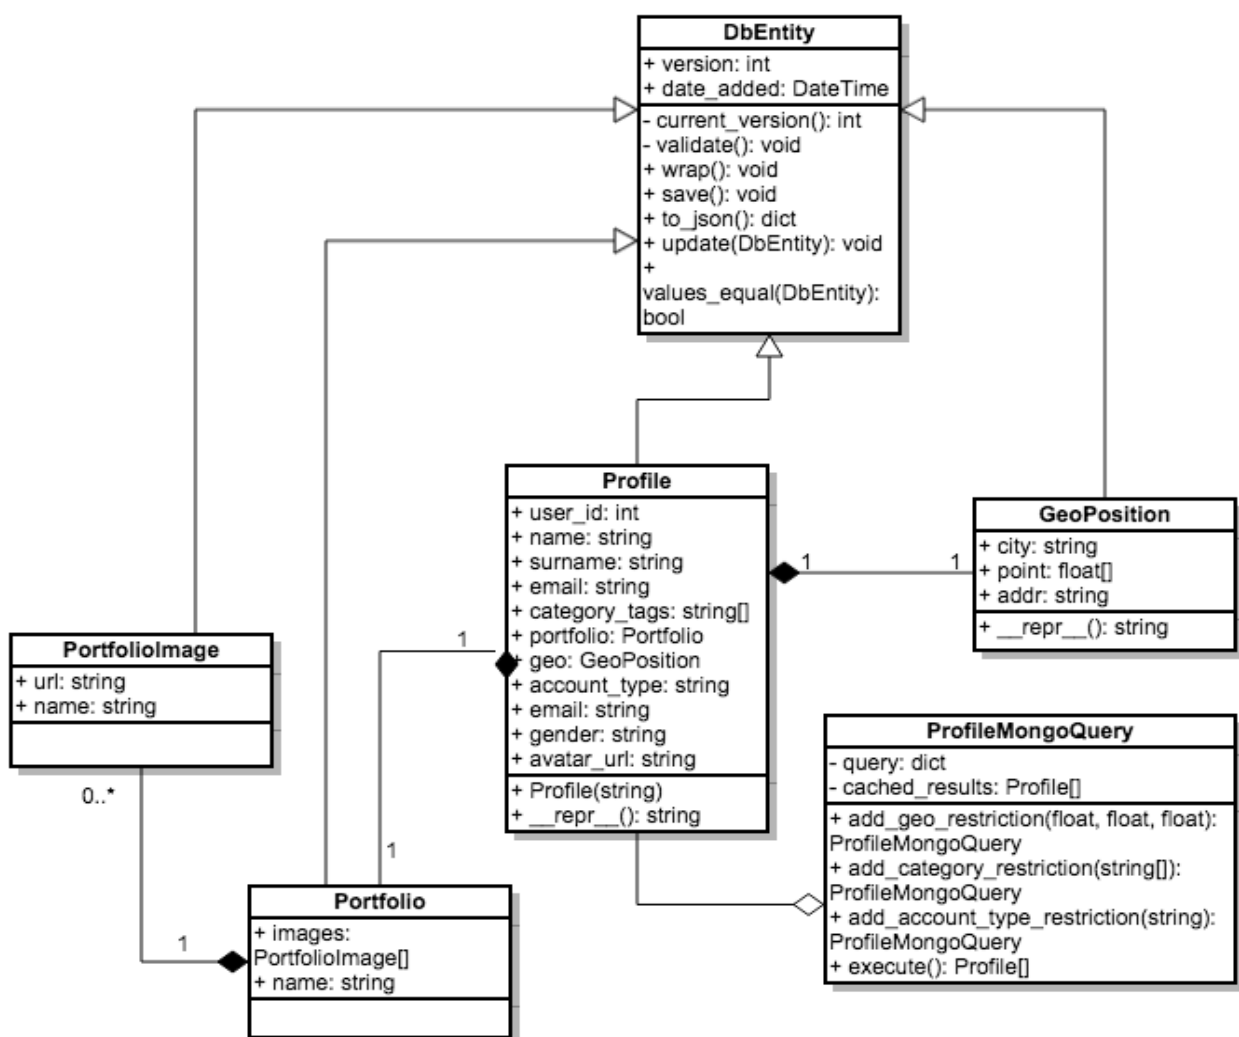 DbEntity
+ version: int
+ date_added: DateTime
- current_version(): int
- validate(): void
+ wrap(): void
+ save(): void
+ to_json(): dict
+ update(DbEntity): void
+
values_equal(DbEntity):
bool
Profile
+ user_id: int
+ name: string
+ surname: string
+ email: string
+ category_tags: string[]
+ portfolio: Portfolio
+ geo: GeoPosition
+ account_type: string
+ email: string
+ gender: string
+ avatar_url: string
+ Profile(string)
+ __repr__(): string
1
1
GeoPosition
+ city: string
+ point: float[]
+ addr: string
+ __repr__(): string
PortfolioImage
+ url: string
+ name: string
0..*
1
1
1
Portfolio
+ images:
PortfolioImage[]
+ name: string
ProfileMongoQuery
- query: dict
- cached_results: Profile[]
+ add_geo_restriction(float, float, float):
ProfileMongoQuery
+ add_category_restriction(string[]):
ProfileMongoQuery
+ add_account_type_restriction(string):
ProfileMongoQuery
+ execute(): Profile[]